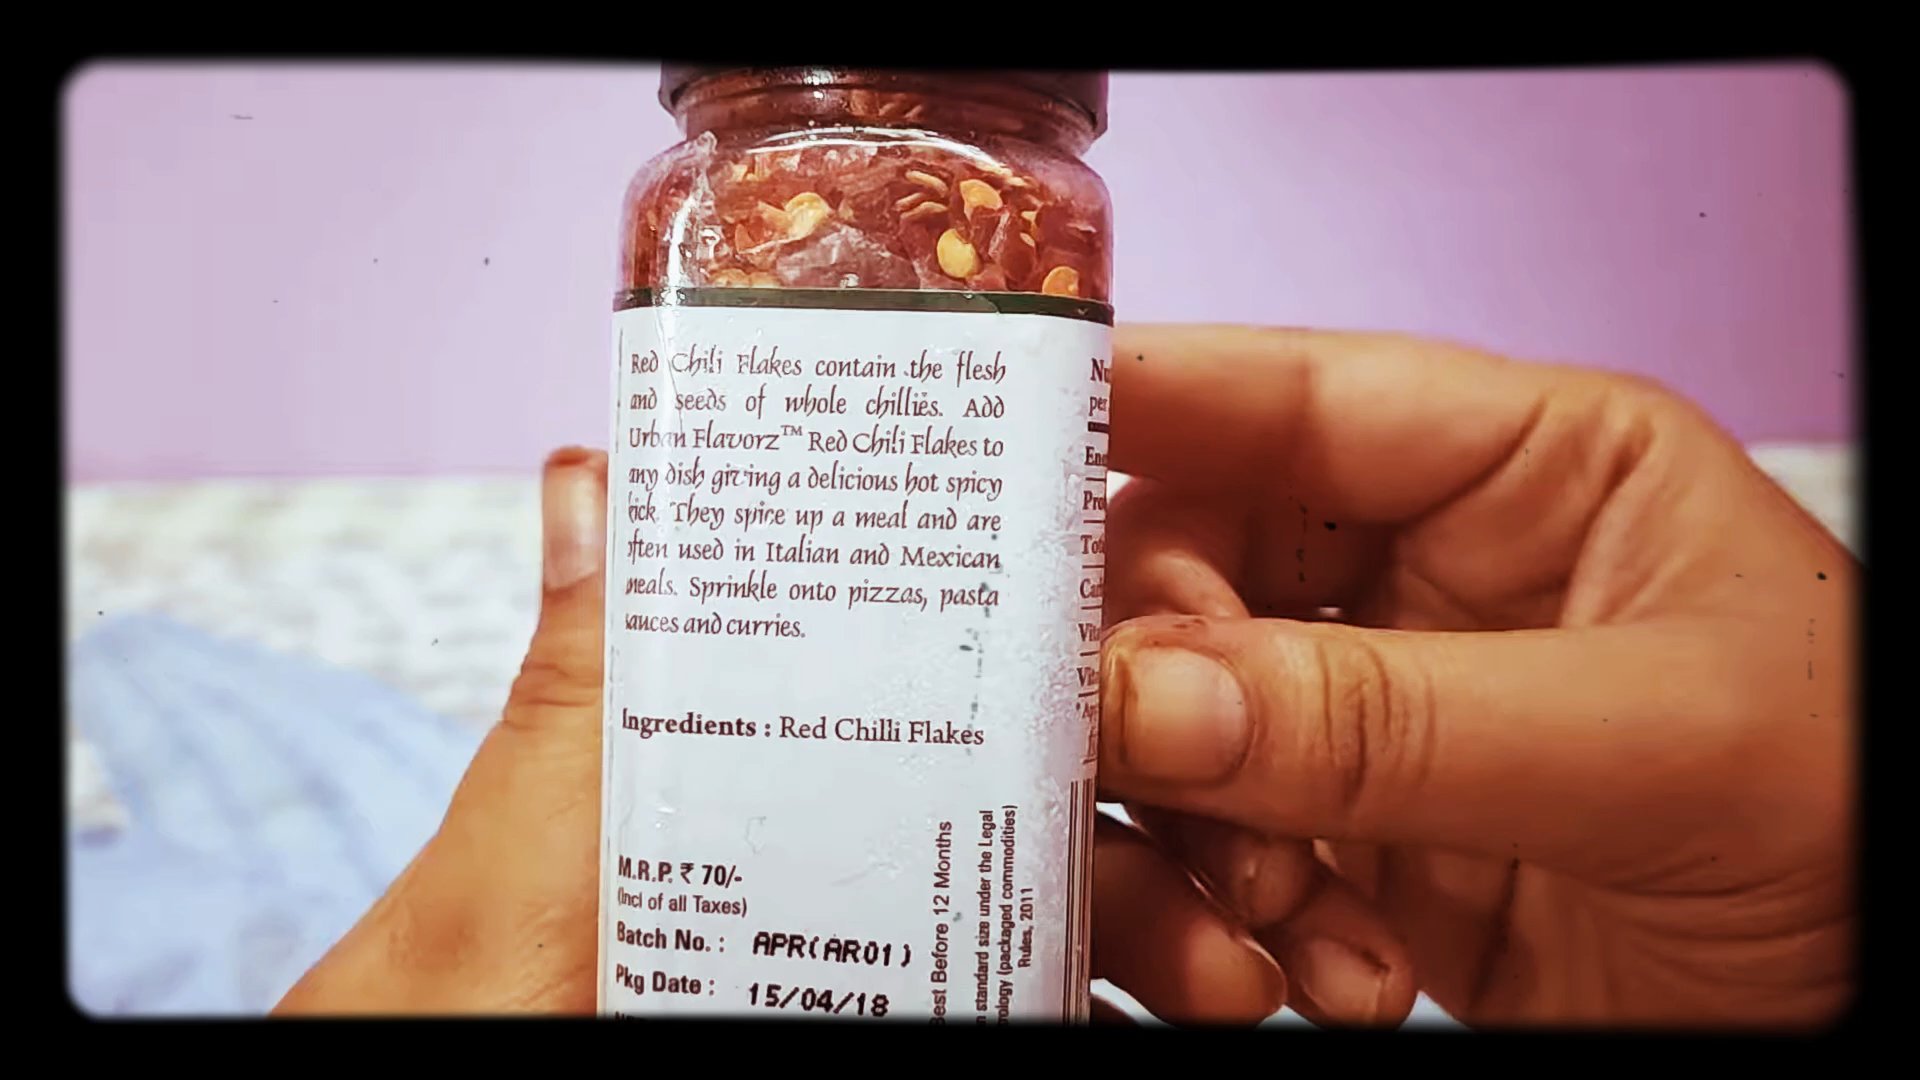 Red Chili Flakes contain the flesh
and seeds of whole chillies. Add
Urban Flavorz™ Red Chili Flakes to
any dish giving a delicious hot spicy
kick. They spice up a meal and are
often used in Italian and Mexican
meals. Sprinkle onto pizzas, pasta
sauces and curries.
Ingredients : Red Chilli Flakes
M.R.P. ₹ 70/-
(Incl of all Taxes)
Batch No. : APR(AR01)
Pkg Date : 15/04/18
Best Before 12 Months
standard size under the Legal
(packaged commodities)
Rules, 2011
per